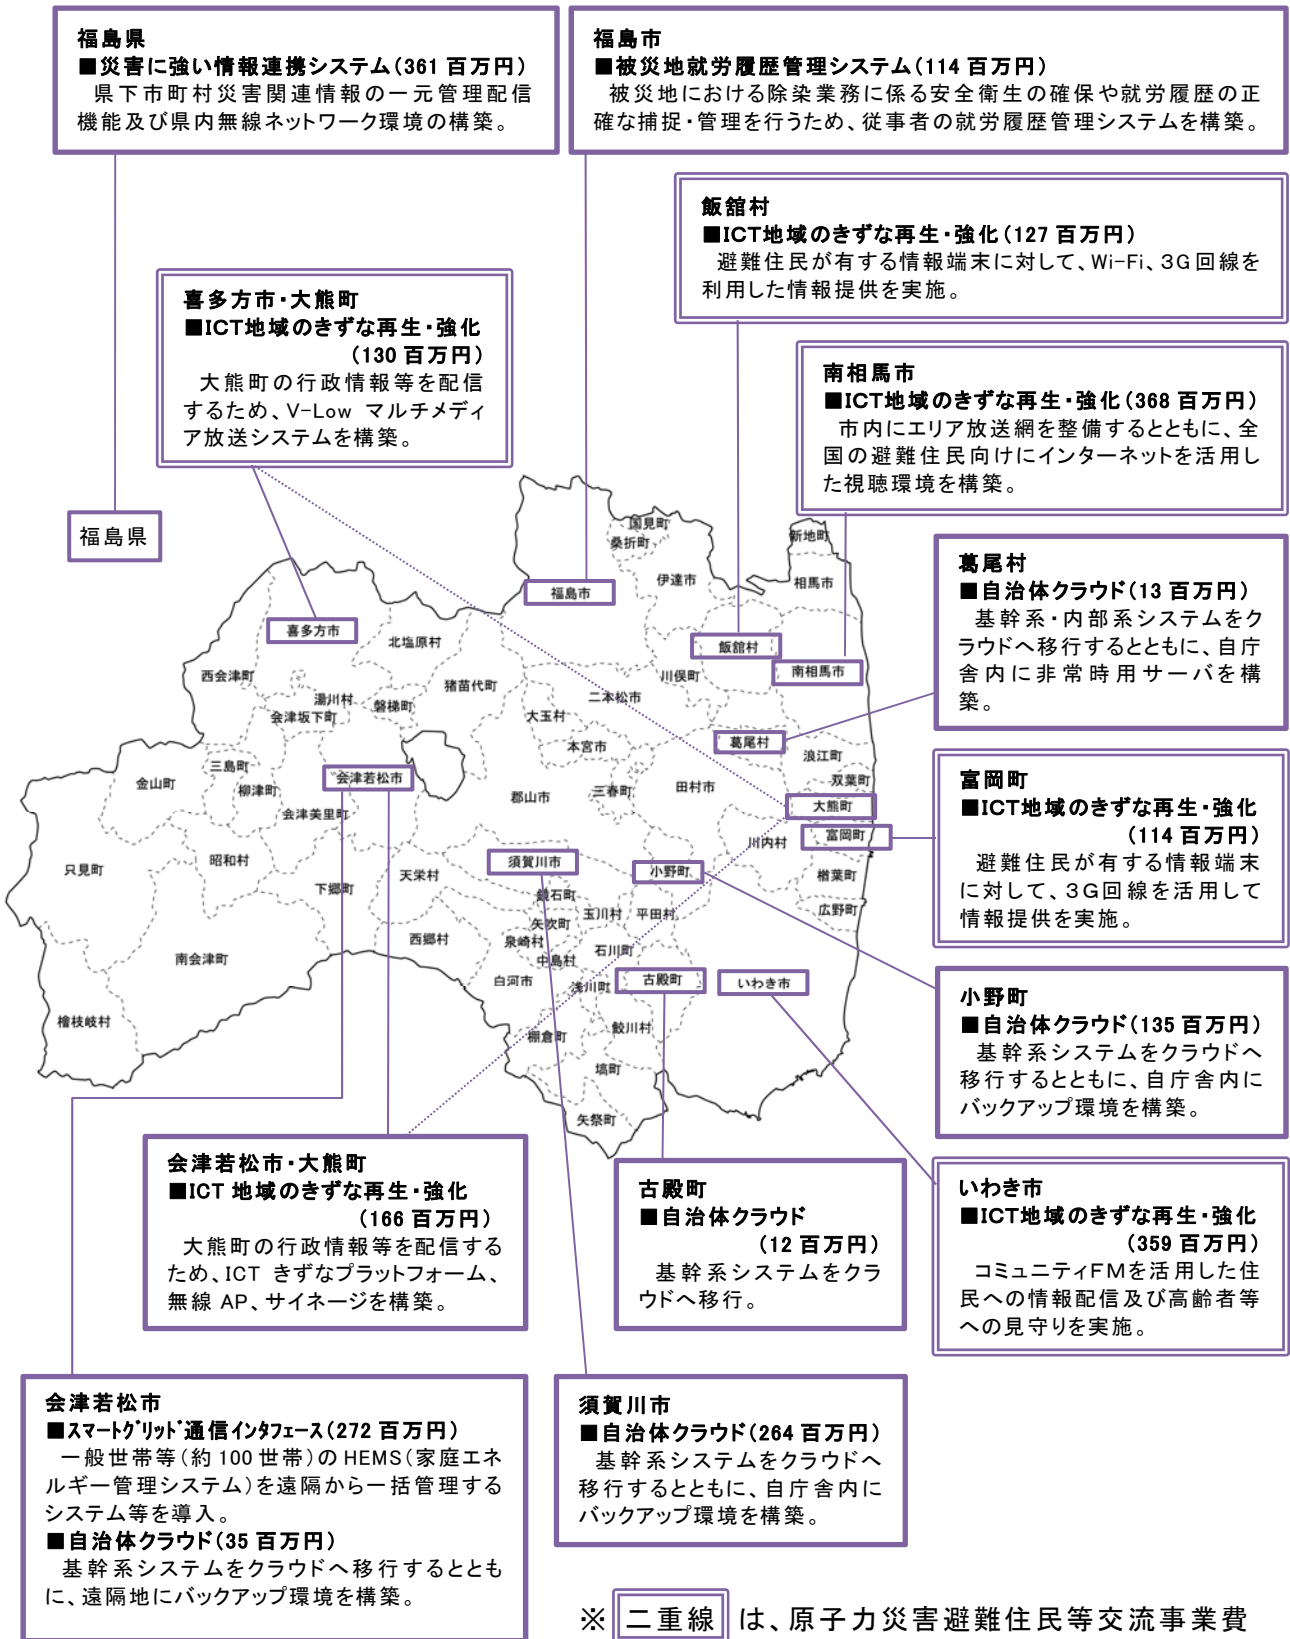 福島県
■災害に強い情報連携システム(361 百万円)
県下市町村災害関連情報の一元管理配信
機能及び県内無線ネットワーク環境の構築。
福島市
■被災地就労履歴管理システム(114 百万円)
被災地における除染業務に係る安全衛生の確保や就労履歴の正
確な捕捉・管理を行うため、従事者の就労履歴管理システムを構築。
飯舘村
■ICT地域のきずな再生・強化(127 百万円)
避難住民が有する情報端末に対して、Wi-Fi、3G 回線を
利用した情報提供を実施。
喜多方市・大熊町
■ICT地域のきずな再生・強化
(130 百万円)
大熊町の行政情報等を配信
するため、V-Low マルチメディ
ア放送システムを構築。
南相馬市
■ICT地域のきずな再生・強化(368 百万円)
市内にエリア放送網を整備するとともに、全
国の避難住民向けにインターネットを活用し
た視聴環境を構築。
福島県
葛尾村
■自治体クラウド(13 百万円)
基幹系・内部系システムをク
ラウドへ移行するとともに、自庁
舎内に非常時用サーバを構
築。
国見町
桑折町
新地町
伊達市
相馬市
福島市
喜多方市
北塩原村
飯舘村
南相馬市
西会津町
猪苗代町
川俣町
二本松市
湯川村
磐梯町
会津坂下町
大玉村
本宮市
葛尾村
浪江町
三島町
会津若松市
双葉町
金山町
柳津町
郡山市
三春町
田村市
大熊町
会津美里町
富岡町
川内村
只見町
昭和村
須賀川市
小野町
楢葉町
下郷町
天栄村
鏡石町
玉川村
平田村
広野町
矢吹町
西郷村
泉崎村
石川町
南会津町
中島村
白河市
浅川町
古殿町
いわき市
檜枝岐村
棚倉町
鮫川村
塙町
矢祭町
富岡町
■ICT地域のきずな再生・強化
(114 百万円)
避難住民が有する情報端末
に対して、3G回線を活用して
情報提供を実施。
小野町
■自治体クラウド(135 百万円)
基幹系システムをクラウドへ
移行するとともに、自庁舎内に
バックアップ環境を構築。
会津若松市・大熊町
■ICT 地域のきずな再生・強化
(166 百万円)
大熊町の行政情報等を配信する
ため、ICT きずなプラットフォーム、
無線 AP、サイネージを構築。
古殿町
■自治体クラウド
(12 百万円)
基幹系システムをクラ
ウドへ移行。
いわき市
■ICT地域のきずな再生・強化
(359 百万円)
コミュニティFMを活用した住
民への情報配信及び高齢者等
への見守りを実施。
会津若松市
■スマートグリッド通信インタフェース(272 百万円)
一般世帯等(約 100 世帯)の HEMS(家庭エネ
ルギー管理システム)を遠隔から一括管理する
システム等を導入。
■自治体クラウド(35 百万円)
基幹系システムをクラウドへ移行するととも
に、遠隔地にバックアップ環境を構築。
須賀川市
■自治体クラウド(264 百万円)
基幹系システムをクラウドへ
移行するとともに、自庁舎内に
バックアップ環境を構築。
※ 二重線 は、原子力災害避難住民等交流事業費